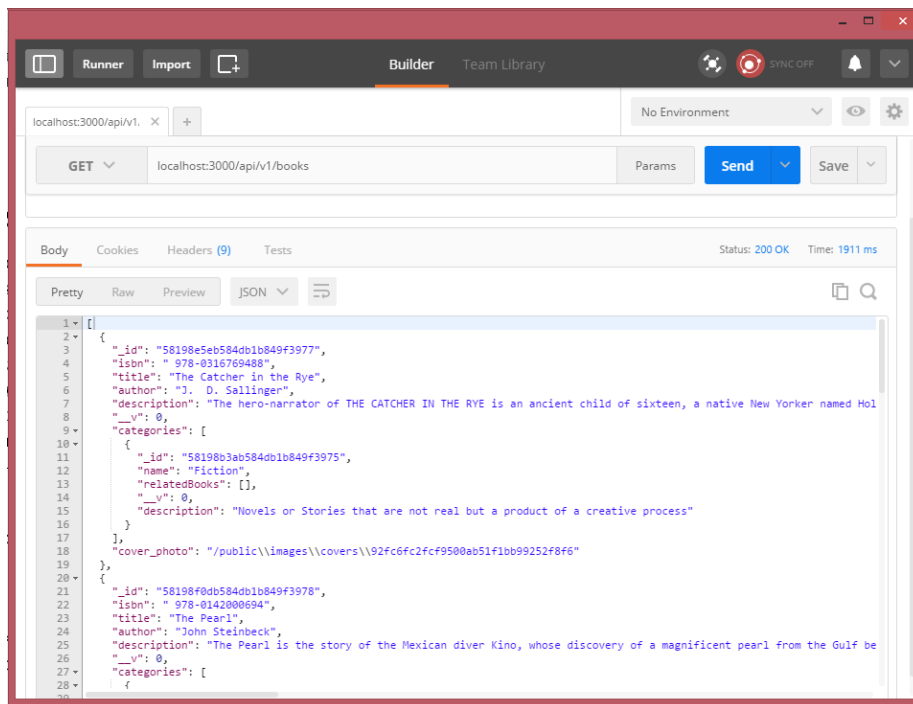 Runner Import Builder Team Library SYNC OFF
localhost:3000/api/v1. No Environment
GET localhost:3000/api/v1/books Params Send Save
Body Cookies Headers (9) Tests Status: 200 OK Time: 1911 ms
Pretty Raw Preview JSON
1 [
2 {
3 "_id": "58198e5eb584db1b849f3977",
4 "isbn": " 978-0316769488",
5 "title": "The Catcher in the Rye",
6 "author": "J. D. Sallinger",
7 "description": "The hero-narrator of THE CATCHER IN THE RYE is an ancient child of sixteen, a native New Yorker named Hol
8 "__v": 0,
9 "categories": [
10 {
11 "_id": "58198b3ab584db1b849f3975",
12 "name": "Fiction",
13 "relatedBooks": [],
14 "__v": 0,
15 "description": "Novels or Stories that are not real but a product of a creative process"
16 }
17 ],
18 "cover_photo": "/public\\images\\covers\\92fc6fc2fcf9500ab51f1bb99252f8f6"
19 },
20 {
21 "_id": "58198f0db584db1b849f3978",
22 "isbn": " 978-0142000694",
23 "title": "The Pearl",
24 "author": "John Steinbeck",
25 "description": "The Pearl is the story of the Mexican diver Kino, whose discovery of a magnificent pearl from the Gulf be
26 "__v": 0,
27 "categories": [
28 {